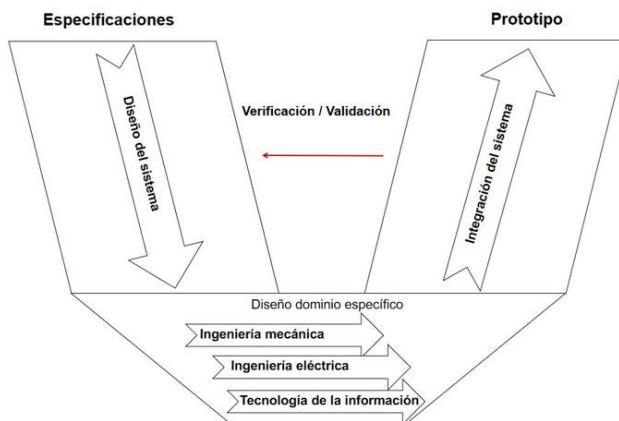 Especificaciones
Prototipo
Diseño del sistema
Verificación / Validación
Integración del sistema
Diseño dominio específico
Ingeniería mecánica
Ingeniería eléctrica
Tecnología de la información